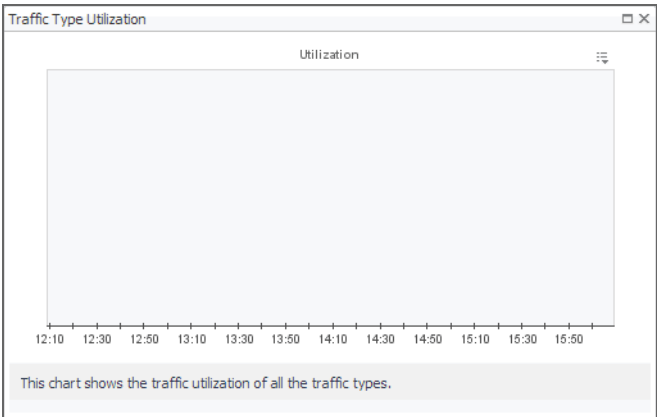 Traffic Type Utilization
Utilization
12:10 12:30 12:50 13:10 13:30 13:50 14:10 14:30 14:50 15:10 15:30 15:50
This chart shows the traffic utilization of all the traffic types.